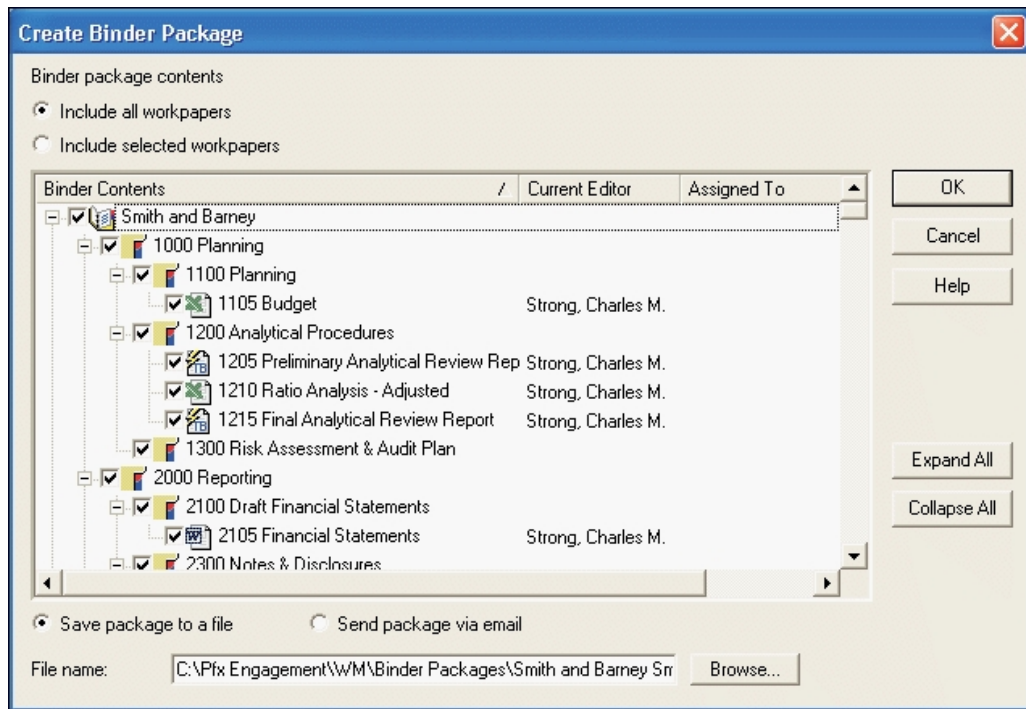 Create Binder Package
Binder package contents
Include all workpapers
Include selected workpapers
Binder Contents / Current Editor Assigned To
Smith and Barney
1000 Planning
1100 Planning
1105 Budget Strong, Charles M.
1200 Analytical Procedures
1205 Preliminary Analytical Review Rep Strong, Charles M.
1210 Ratio Analysis - Adjusted Strong, Charles M.
1215 Final Analytical Review Report Strong, Charles M.
1300 Risk Assessment & Audit Plan
2000 Reporting
2100 Draft Financial Statements
2105 Financial Statements Strong, Charles M.
2300 Notes & Disclosures
OK
Cancel
Help
Expand All
Collapse All
Save package to a file Send package via email
File name: C:\Pfx Engagement\WM\Binder Packages\Smith and Barney Sm Browse...